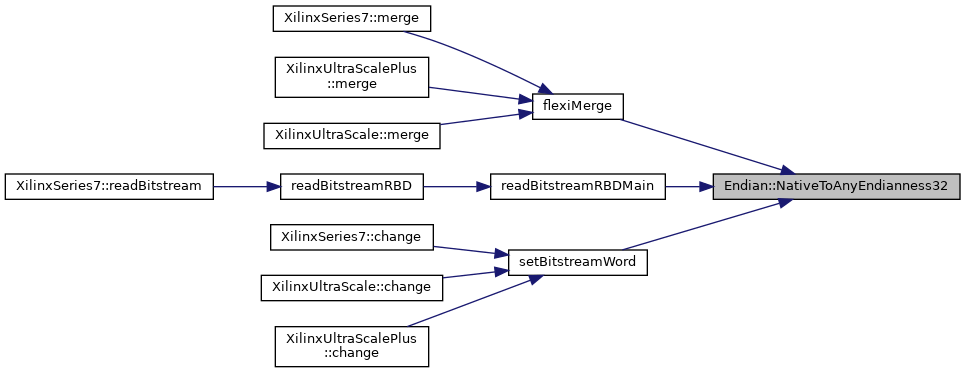 XilinxSeries7::merge
XilinxUltraScalePlus
::merge
flexiMerge
XilinxUltraScale::merge
XilinxSeries7::readBitstream
readBitstreamRBD
readBitstreamRBDMain
Endian::NativeToAnyEndianness32
XilinxSeries7::change
setBitstreamWord
XilinxUltraScale::change
XilinxUltraScalePlus
::change